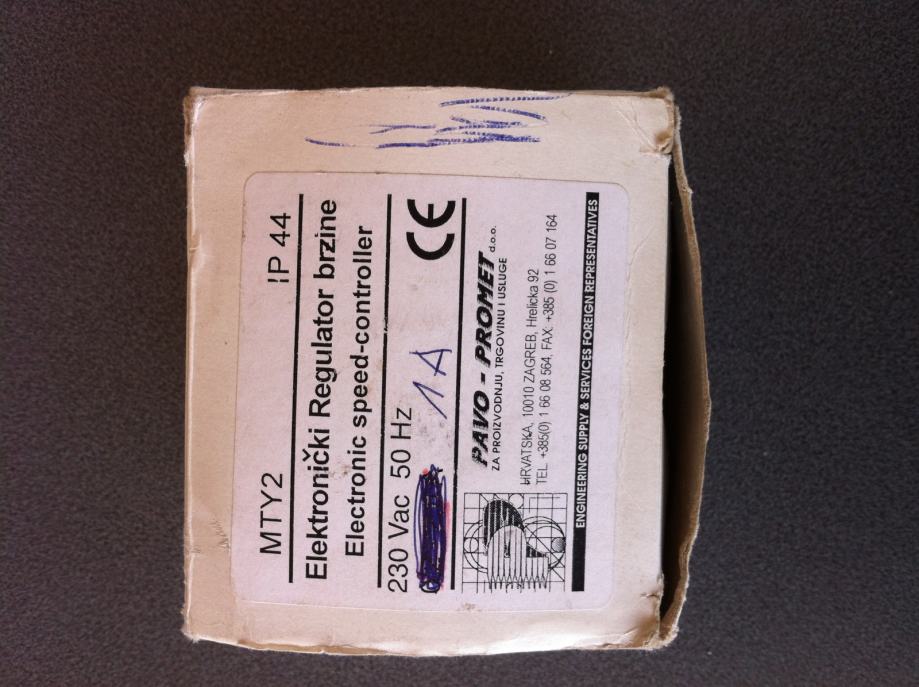 MTY2 IP 44
Elektronički Regulator brzine
Electronic speed-controller
230 Vac 50 Hz 1A CE
PAVO - PROMET d.o.o.
ZA PROIZVODNJU, TRGOVINU I USLUGE
HRVATSKA, 10010 ZAGREB, Hrelicka 92
TEL +385(0) 1 66 08 564, FAX: +385 (0) 1 66 07 164
ENGINEERING SUPPLY & SERVICES FOREIGN REPRESENTATIVES